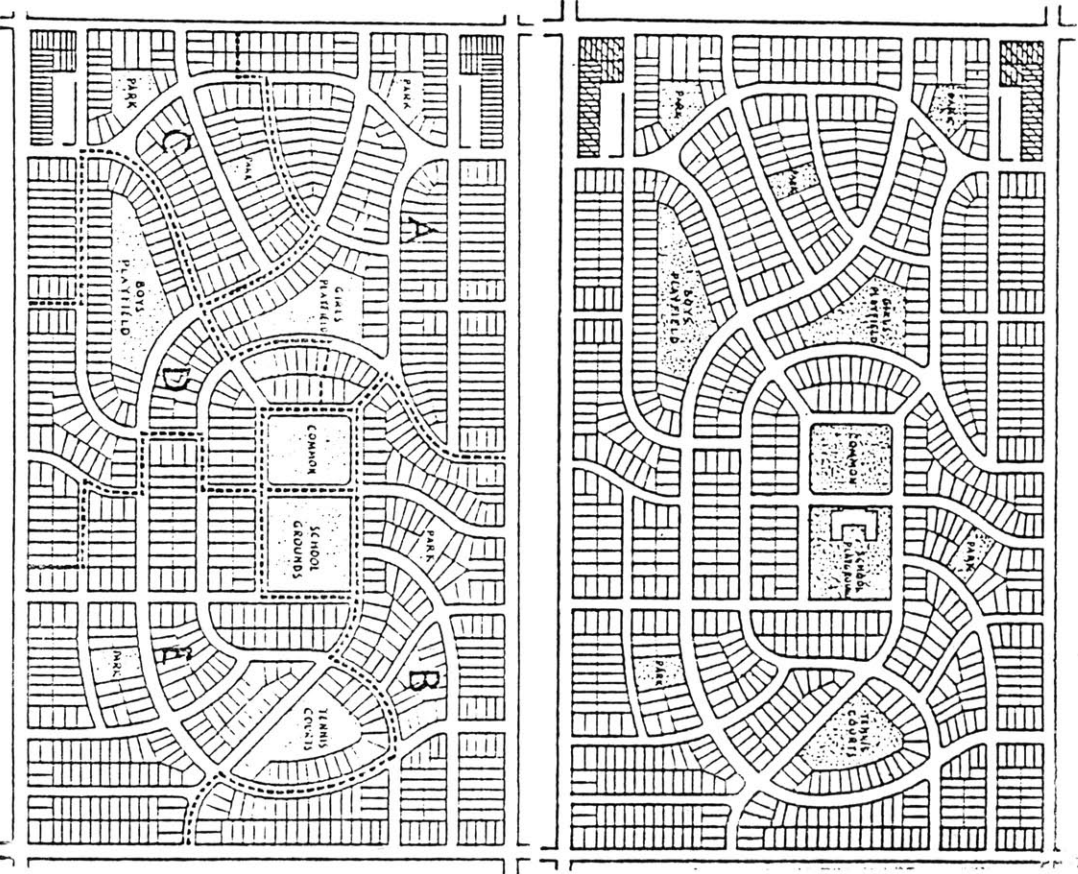 PARK
PARK
C
PARK
A
BOYS
PLAYFIELD
GIRLS
PLAYFIELD
D
COMMON
SCHOOL
GROUNDS
PARK
E
PARK
B
TENNIS
COURTS
PARK
PARK
PARK
BOYS
PLAYFIELD
GIRLS
PLAYFIELD
COMMON
SCHOOL
PLAYGROUND
PARK
PARK
TENNIS
COURTS